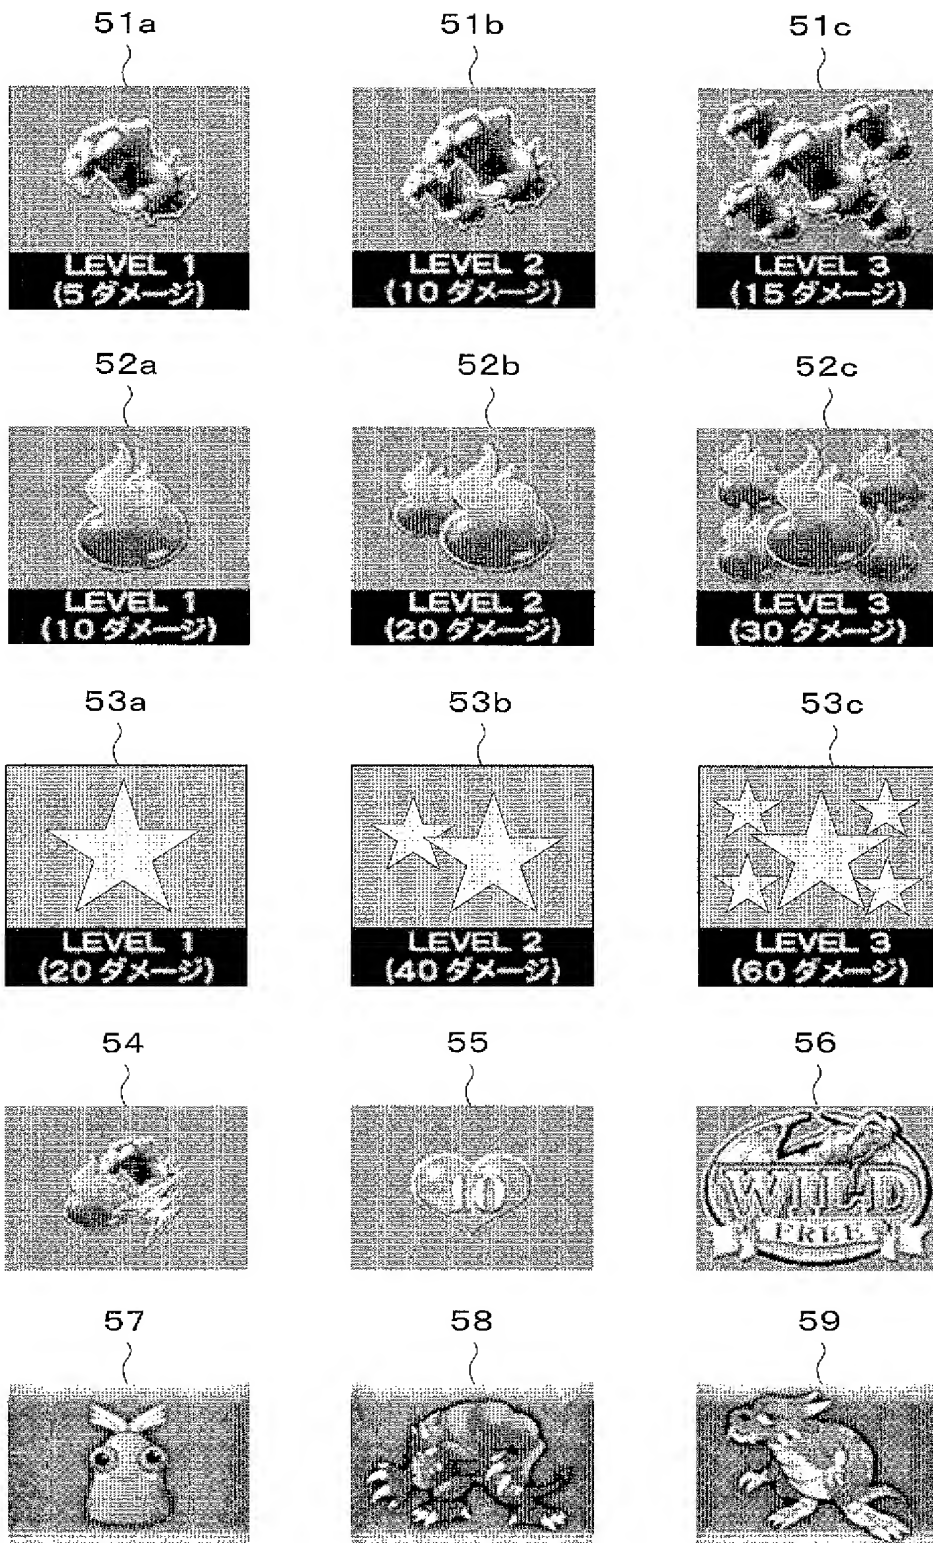 51a 51b 51c
LEVEL 1 LEVEL 2 LEVEL 3
(5 ダメージ) (10 ダメージ) (15 ダメージ)
52a 52b 52c
LEVEL 1 LEVEL 2 LEVEL 3
(10 ダメージ) (20 ダメージ) (30 ダメージ)
53a 53b 53c
LEVEL 1 LEVEL 2 LEVEL 3
(20 ダメージ) (40 ダメージ) (60 ダメージ)
54 55 56
10 WILD
FREE
57 58 59